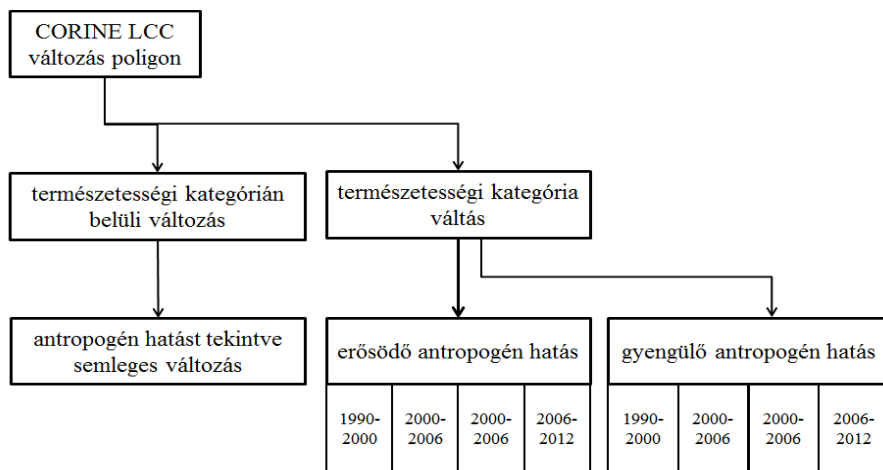 CORINE LCC
változás poligon
természetességi kategórián
belüli változás
természetességi kategória
váltás
antropogén hatást tekintve
semleges változás
erősödő antropogén hatás
gyengülő antropogén hatás
1990-
2000
2000-
2006
2000-
2006
2006-
2012
1990-
2000
2000-
2006
2000-
2006
2006-
2012